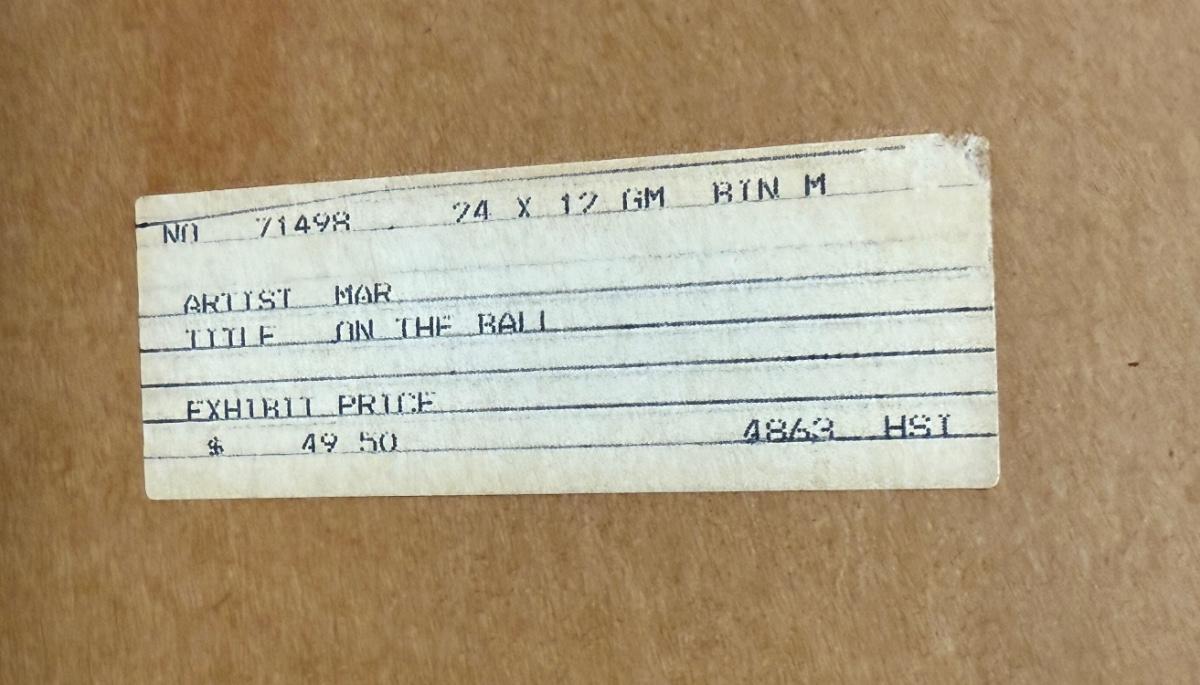 NO 71498 24 X 12 GM BIN M
ARTIST MAR
TITLE ON THE BALL
EXHIBIT PRICE
$ 49 50 4863 HSI